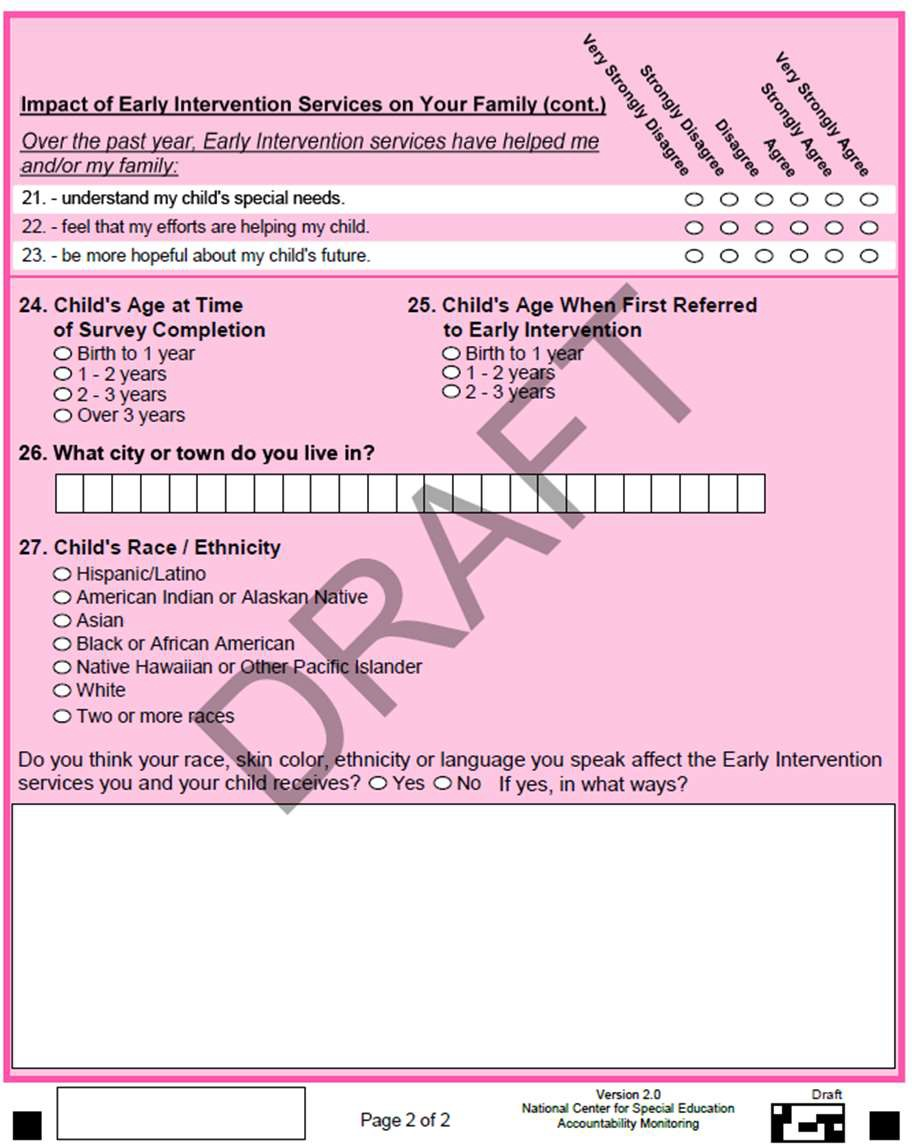 Very Strongly Disagree
Strongly Disagree
Disagree
Agree
Strongly Agree
Very Strongly Agree
Impact of Early Intervention Services on Your Family (cont.)
Over the past year, Early Intervention services have helped me
and/or my family:
21. - understand my child's special needs.
22. - feel that my efforts are helping my child.
23. - be more hopeful about my child's future.
24. Child's Age at Time
of Survey Completion
Birth to 1 year
1 - 2 years
2 - 3 years
Over 3 years
25. Child's Age When First Referred
to Early Intervention
Birth to 1 year
1 - 2 years
2 - 3 years
26. What city or town do you live in?
27. Child's Race / Ethnicity
Hispanic/Latino
American Indian or Alaskan Native
Asian
Black or African American
Native Hawaiian or Other Pacific Islander
White
Two or more races
DRAFT
Do you think your race, skin color, ethnicity or language you speak affect the Early Intervention
services you and your child receives? Yes No If yes, in what ways?
Page 2 of 2
Version 2.0
National Center for Special Education
Accountability Monitoring
Draft